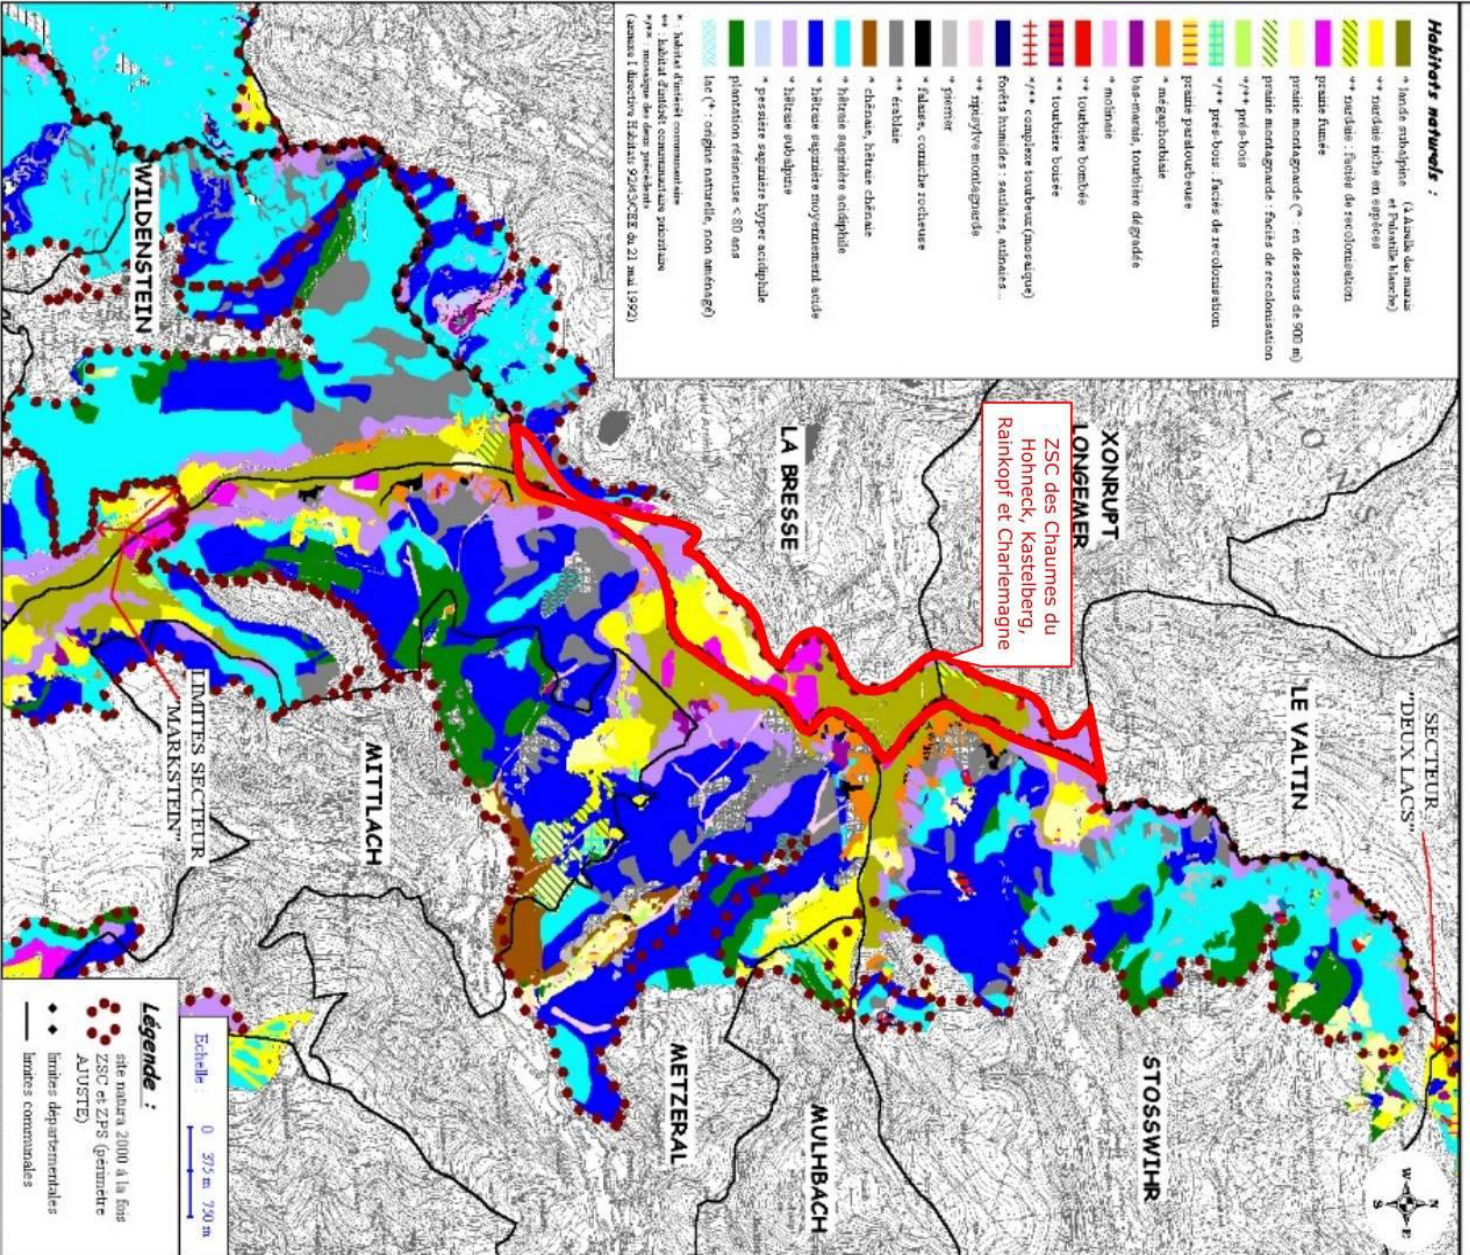 Habitats naturels :
* lande subalpine (à Airelle des marais
et Pulsatille blanche)
** nardaie riche en espèces
** nardaie : faciès de recolonisation
prairie fumée
prairie montagnarde (* : en dessous de 900 m)
prairie montagnarde : faciès de recolonisation
*/** prés-bois
*/** prés-bois : faciès de recolonisation
prairie paratourbeuse
* mégaphorbiaie
bas-marais, tourbière dégradée
* molinaie
** tourbière bombée
** tourbière boisée
*/** complexe tourbeux (mosaïque)
forêts humides : saulaies, aulnaies...
** ripisylve montagnarde
** pierrier
* falaise, corniche rocheuse
** érablaie
* chênaie, hêtraie chênaie
* hêtraie sapinière acidiphile
* hêtraie sapinière moyennement acide
* hêtraie subalpine
* pessière sapinière hyper acidiphile
plantation résineuse < 80 ans
lac (* : origine naturelle, non aménagé)
* : habitat d'intérêt communautaire
** : habitat d'intérêt communautaire prioritaire
*/** : mosaïque des deux précédents
(annexe I directive Habitats 92/43/CEE du 21 mai 1992)
ZSC des Chaumes du
Hohneck, Kastelberg,
Rainkopf et Charlemagne
XONRUPT
LONGEMER
LA BRESSE
WILDENSTEIN
LE VALTIN
SECTEUR
"DEUX LACS"
LIMITES SECTEUR
"MARKSTEIN"
MITTLACH
METZERAL
MULHBACH
STOSSWIHR
N
W
E
S
Echelle :
0 375 m 750 m
Légende :
site natura 2000 à la fois
ZSC et ZPS (périmètre
AJUSTE)
limites départementales
limites communales